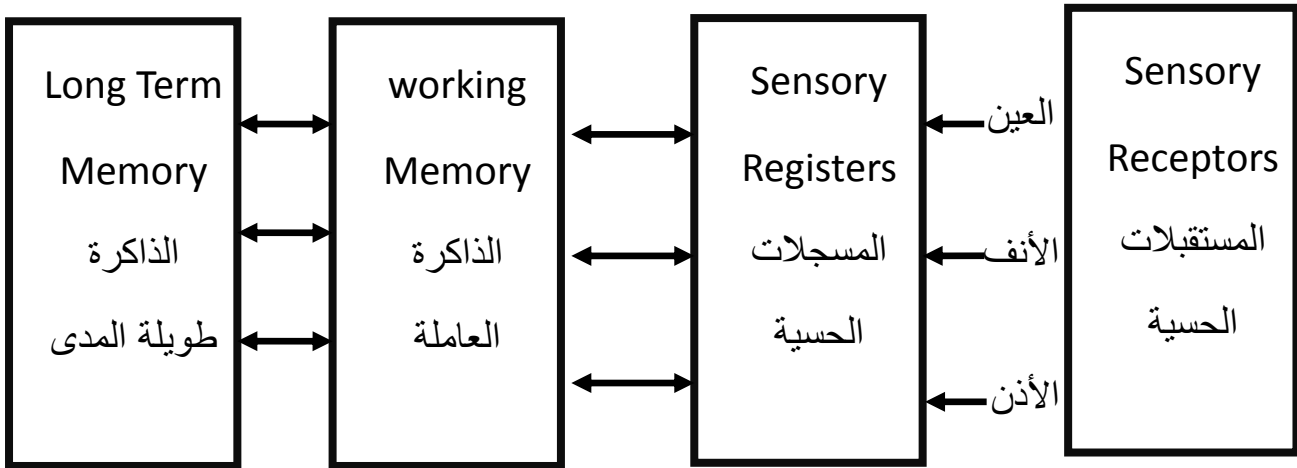 Sensory
Receptors
المستقبلات
الحسية
العين
الأنف
الأذن
Sensory
Registers
المسجلات
الحسية
working
Memory
الذاكرة
العاملة
Long Term
Memory
الذاكرة
طويلة المدى